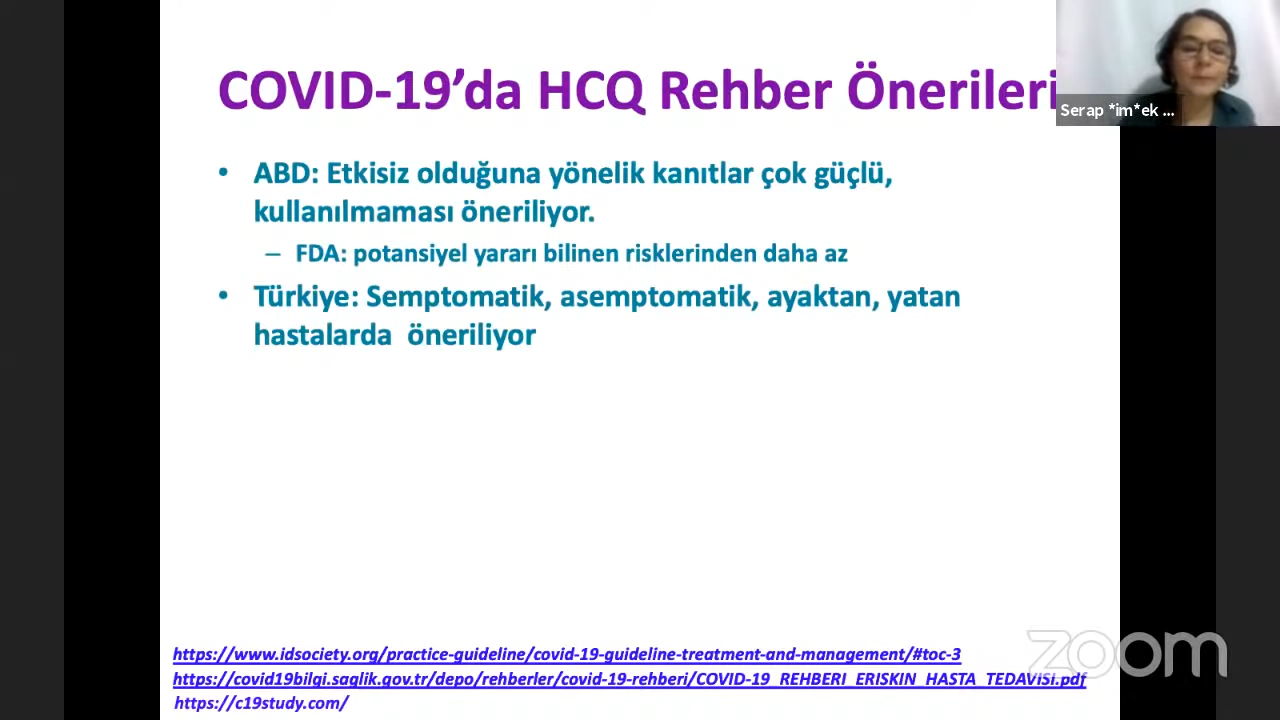 COVID-19’da HCQ Rehber Önerileri
Serap *im*ek ...
• ABD: Etkisiz olduğuna yönelik kanıtlar çok güçlü,
kullanılmaması öneriliyor.
– FDA: potansiyel yararı bilinen risklerinden daha az
• Türkiye: Semptomatik, asemptomatik, ayaktan, yatan
hastalarda öneriliyor
https://www.idsociety.org/practice-guideline/covid-19-guideline-treatment-and-management/#toc-3
https://covid19bilgi.saglik.gov.tr/depo/rehberler/covid-19-rehberi/COVID-19_REHBERI_ERISKIN_HASTA_TEDAVISI.pdf
https://c19study.com/
zoom